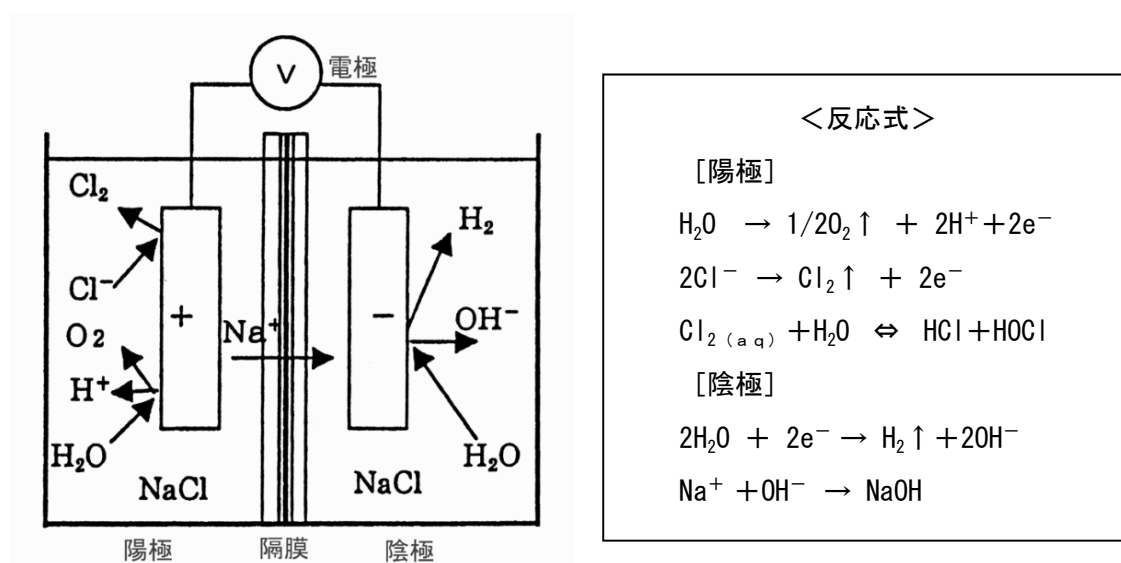 V
電極
Cl₂
Cl⁻
O2
H⁺
H₂O
+
Na⁺
−
H₂
OH⁻
H₂O
NaCl
NaCl
陽極
隔膜
陰極
＜反応式＞
［陽極］
H₂O → 1/2O₂↑ + 2H⁺+2e⁻
2Cl⁻ → Cl₂↑ + 2e⁻
Cl₂（ａｑ）+H₂O ⇔ HCl+HOCl
［陰極］
2H₂O + 2e⁻→ H₂↑+2OH⁻
Na⁺+OH⁻ → NaOH